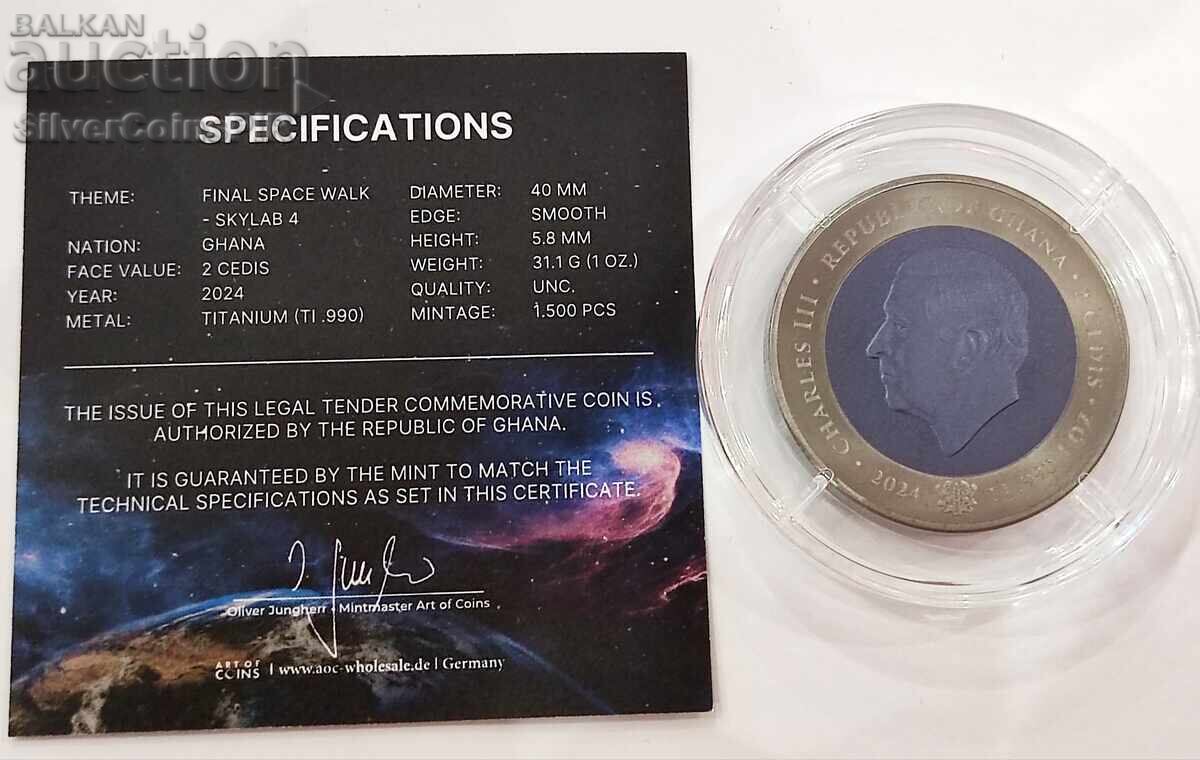 BALKAN
auction
SilverCoins
SPECIFICATIONS
THEME: FINAL SPACE WALK
- SKYLAB 4
NATION: GHANA
FACE VALUE: 2 CEDIS
YEAR: 2024
METAL: TITANIUM (TI .990)
DIAMETER: 40 MM
EDGE: SMOOTH
HEIGHT: 5.8 MM
WEIGHT: 31.1 G (1 OZ.)
QUALITY: UNC.
MINTAGE: 1.500 PCS
THE ISSUE OF THIS LEGAL TENDER COMMEMORATIVE COIN IS
AUTHORIZED BY THE REPUBLIC OF GHANA.
IT IS GUARANTEED BY THE MINT TO MATCH THE
TECHNICAL SPECIFICATIONS AS SET IN THIS CERTIFICATE.
Oliver Jungherr • Mintmaster Art of Coins
ART OF
COINS | www.aoc-wholesale.de | Germany
CHARLES III • REPUBLIC OF GHANA • 2 CEDIS •
2024